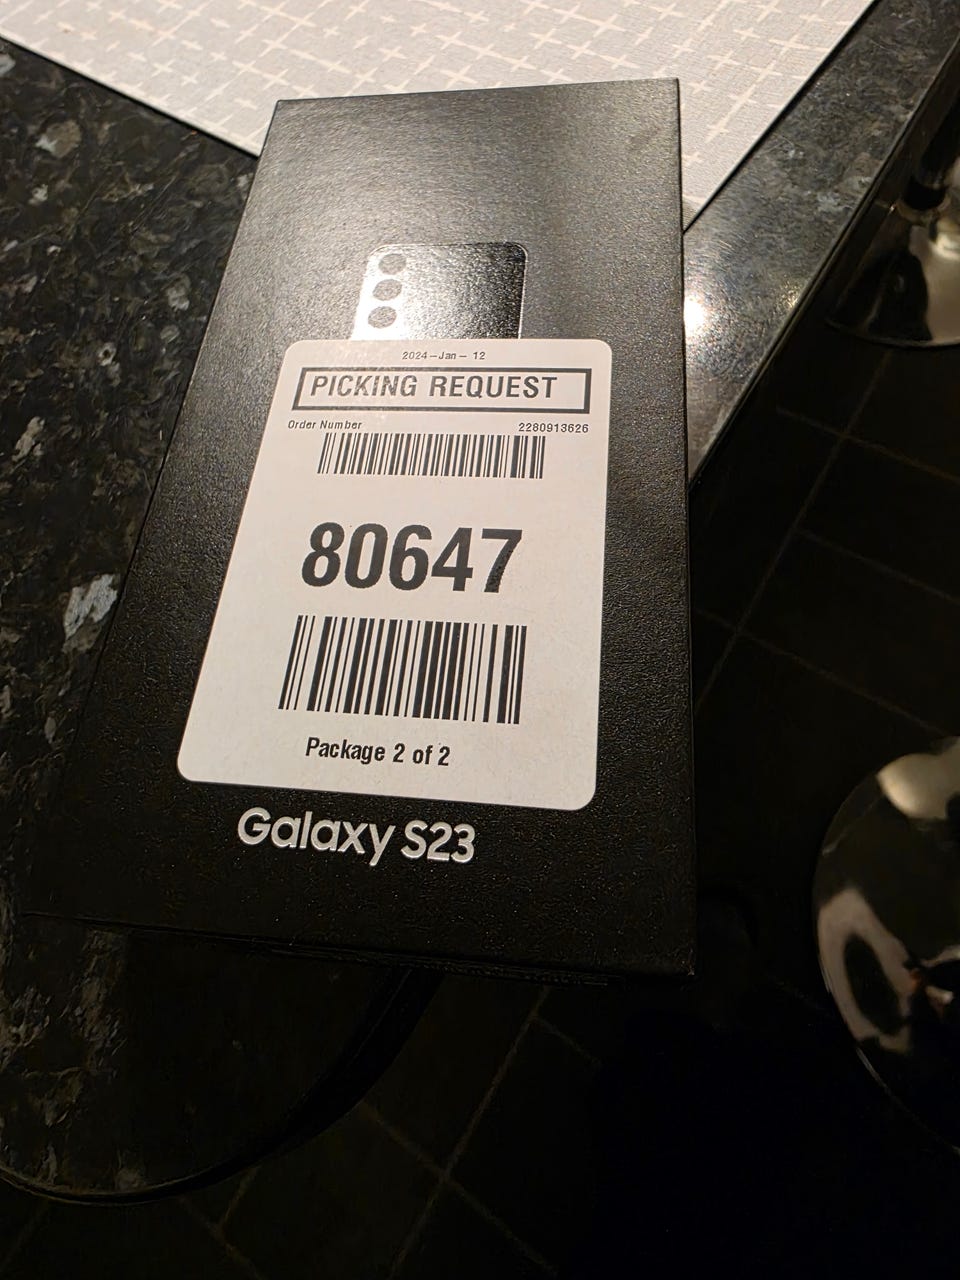 2024-Jan- 12
PICKING REQUEST
Order Number 2280913626
80647
Package 2 of 2
Galaxy S23